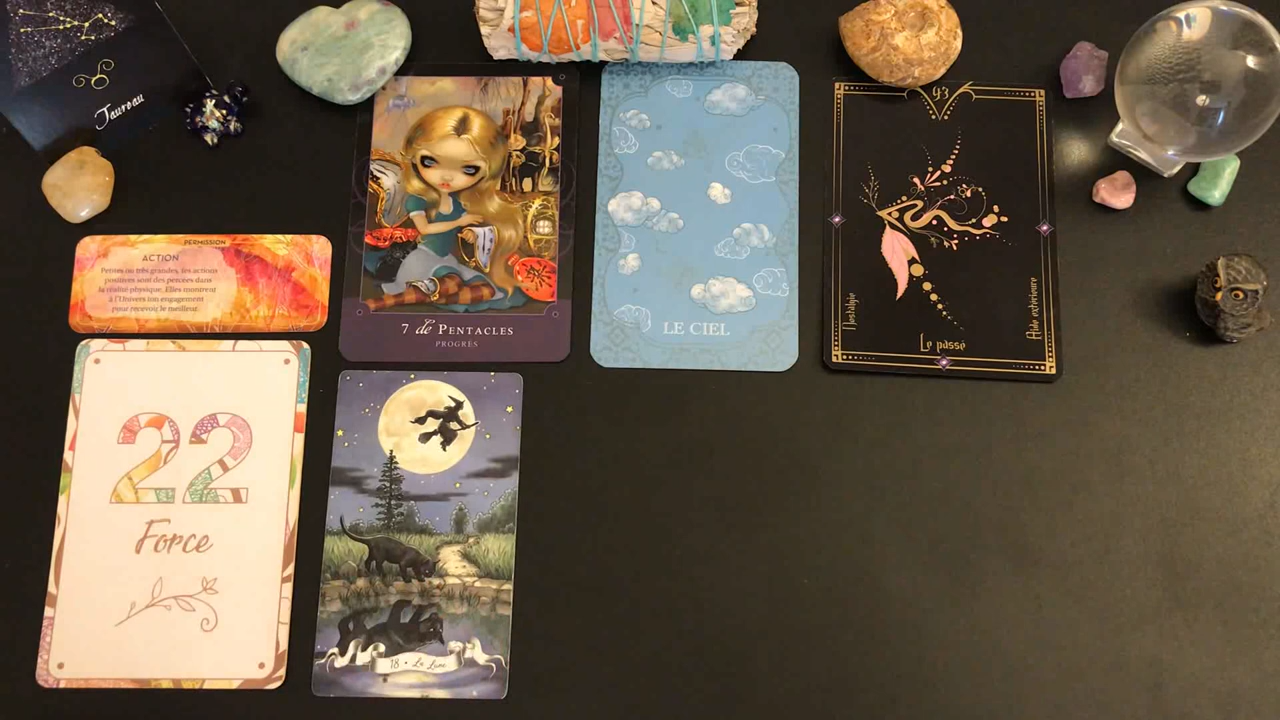 Taureau
PERMISSION
ACTION
Petites ou très grandes, les actions
positives sont des percées dans
la réalité physique. Elles montrent
à l'Univers ton engagement
pour recevoir le meilleur.
7 de PENTACLES
PROGRÈS
LE CIEL
43
Nostalgie
Le passé
Aide extérieure
22
Force
18 • La Lune